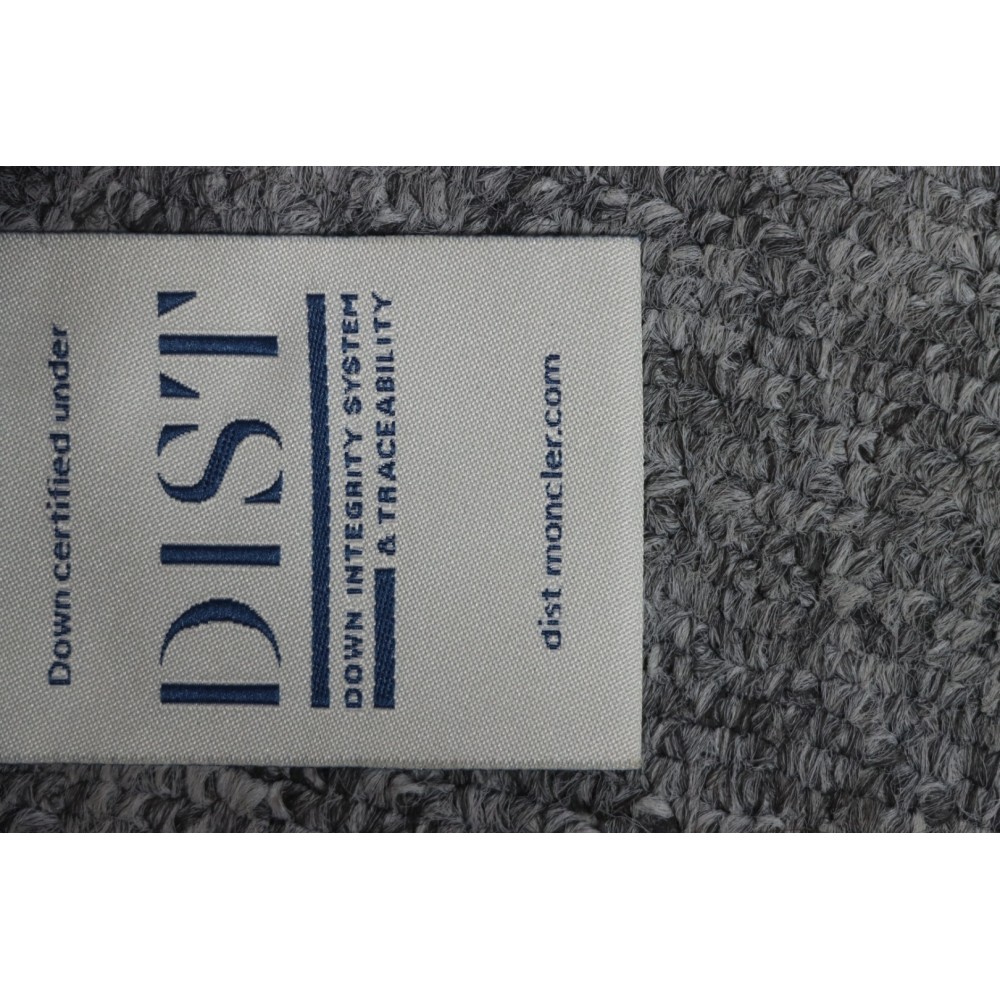 Down certified under
DIST
DOWN INTEGRITY SYSTEM
& TRACEABILITY
dist moncler.com